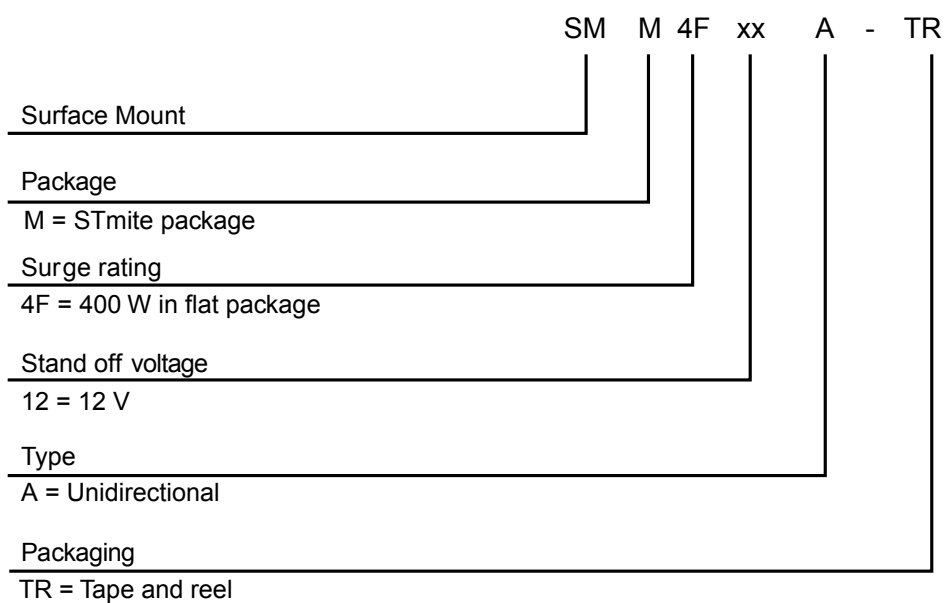 SM M 4F xx A - TR
Surface Mount
Package
M = STmite package
Surge rating
4F = 400 W in flat package
Stand off voltage
12 = 12 V
Type
A = Unidirectional
Packaging
TR = Tape and reel